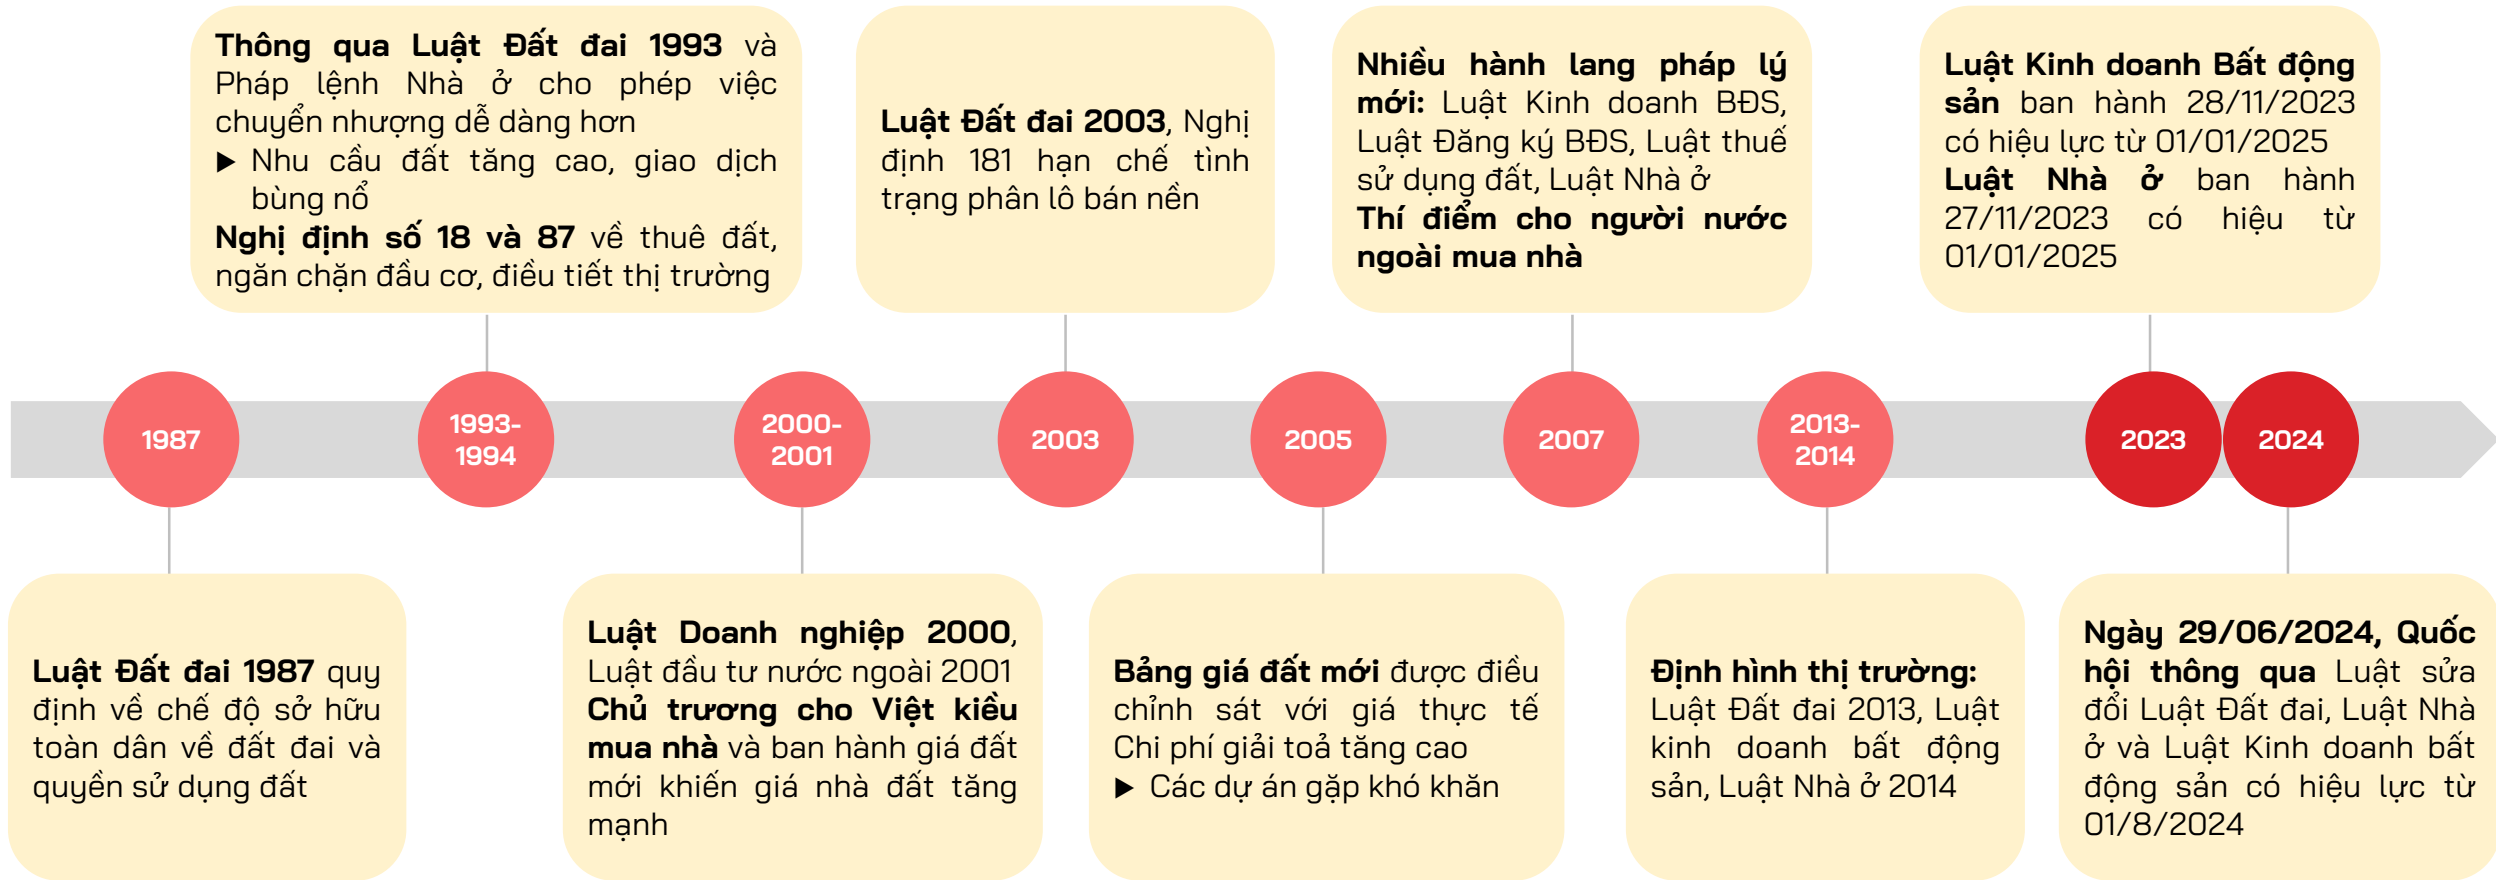 Thông qua Luật Đất đai 1993 và
Pháp lệnh Nhà ở cho phép việc
chuyển nhượng dễ dàng hơn
▶ Nhu cầu đất tăng cao, giao dịch
bùng nổ
Nghị định số 18 và 87 về thuê đất,
ngăn chặn đầu cơ, điều tiết thị trường
Luật Đất đai 2003, Nghị
định 181 hạn chế tình
trạng phân lô bán nền
Nhiều hành lang pháp lý
mới: Luật Kinh doanh BĐS,
Luật Đăng ký BĐS, Luật thuế
sử dụng đất, Luật Nhà ở
Thí điểm cho người nước
ngoài mua nhà
Luật Kinh doanh Bất động
sản ban hành 28/11/2023
có hiệu lực từ 01/01/2025
Luật Nhà ở ban hành
27/11/2023 có hiệu từ
01/01/2025
1987
1993-
1994
2000-
2001
2003
2005
2007
2013-
2014
2023
2024
Luật Đất đai 1987 quy
định về chế độ sở hữu
toàn dân về đất đai và
quyền sử dụng đất
Luật Doanh nghiệp 2000,
Luật đầu tư nước ngoài 2001
Chủ trương cho Việt kiều
mua nhà và ban hành giá đất
mới khiến giá nhà đất tăng
mạnh
Bảng giá đất mới được điều
chỉnh sát với giá thực tế
Chi phí giải toả tăng cao
▶ Các dự án gặp khó khăn
Định hình thị trường:
Luật Đất đai 2013, Luật
kinh doanh bất động
sản, Luật Nhà ở 2014
Ngày 29/06/2024, Quốc
hội thông qua Luật sửa
đổi Luật Đất đai, Luật Nhà
ở và Luật Kinh doanh bất
động sản có hiệu lực từ
01/8/2024